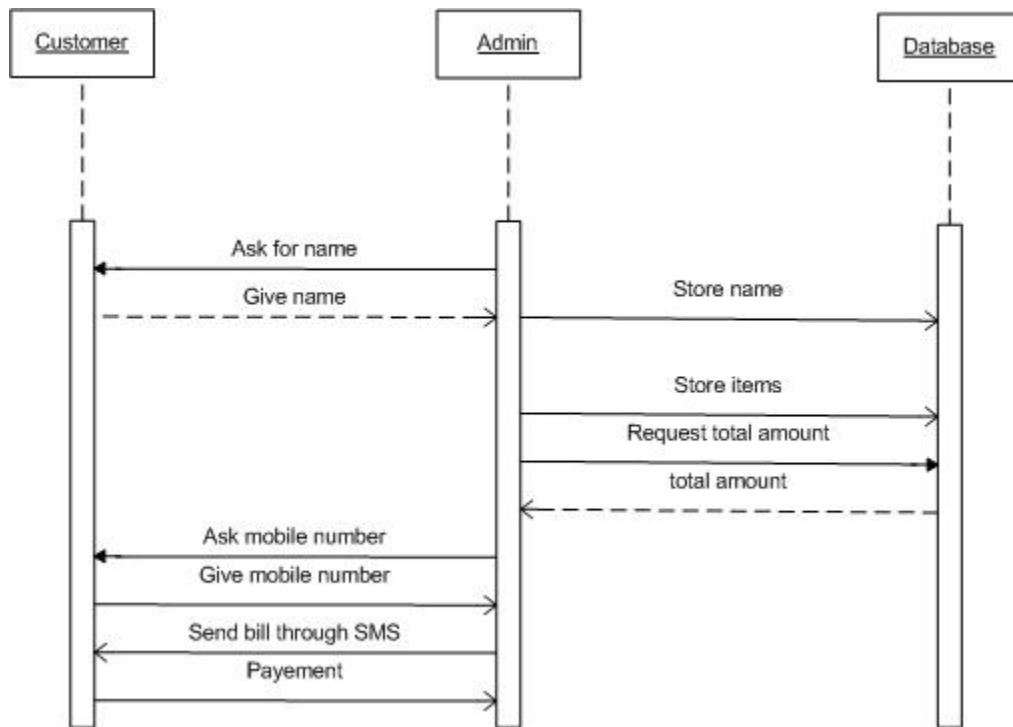 Customer
Admin
Database
Ask for name
Give name
Store name
Store items
Request total amount
total amount
Ask mobile number
Give mobile number
Send bill through SMS
Payement